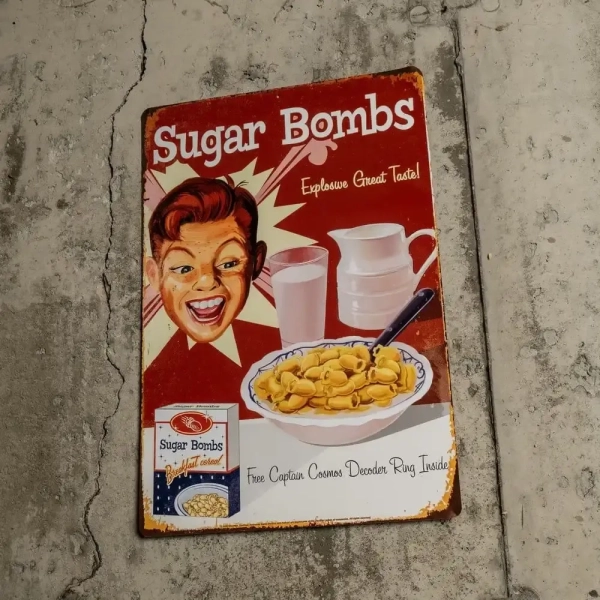 Sugar Bombs
Explosive Great Taste!
Sugar Bombs
Breakfast cereal
Free Captain Cosmos Decoder Ring Inside